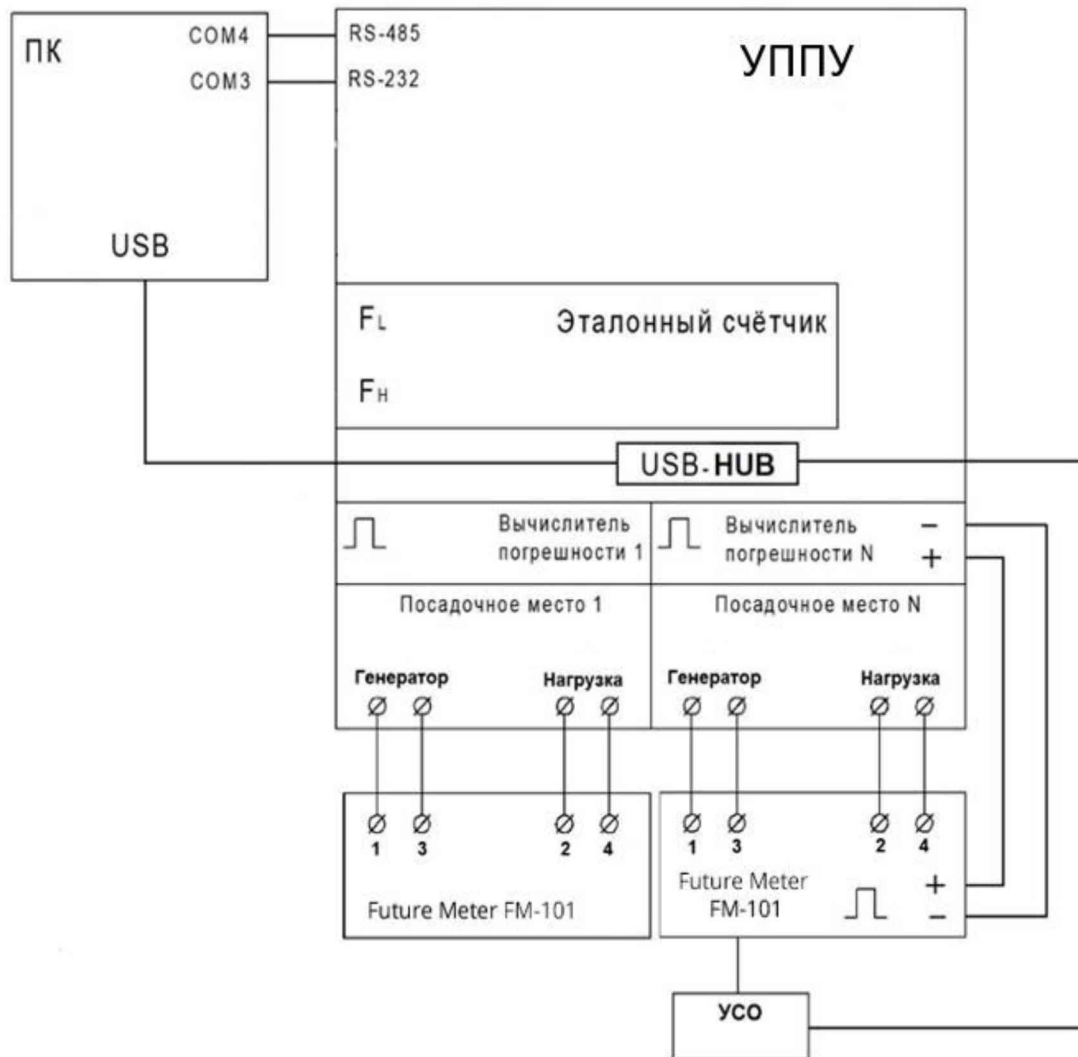 ПК
COM4
COM3
USB
RS-485
RS-232
УППУ
FL
FH
Эталонный счётчик
USB-HUB
Вычислитель
погрешности 1
Вычислитель
погрешности N
−
+
Посадочное место 1
Посадочное место N
Генератор
Нагрузка
Генератор
Нагрузка
1
3
2
4
1
3
2
4
Future Meter FM-101
Future Meter
FM-101
+
−
УСО